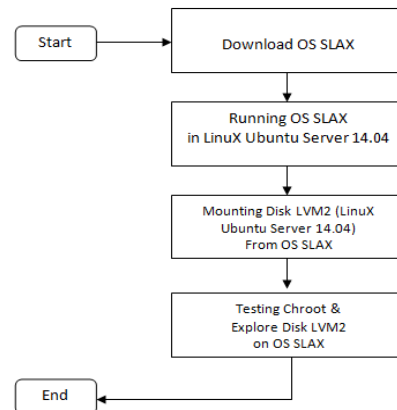 Start
Download OS SLAX
Running OS SLAX
in LinuX Ubuntu Server 14.04
Mounting Disk LVM2 (LinuX
Ubuntu Server 14.04)
From OS SLAX
Testing Chroot &
Explore Disk LVM2
on OS SLAX
End